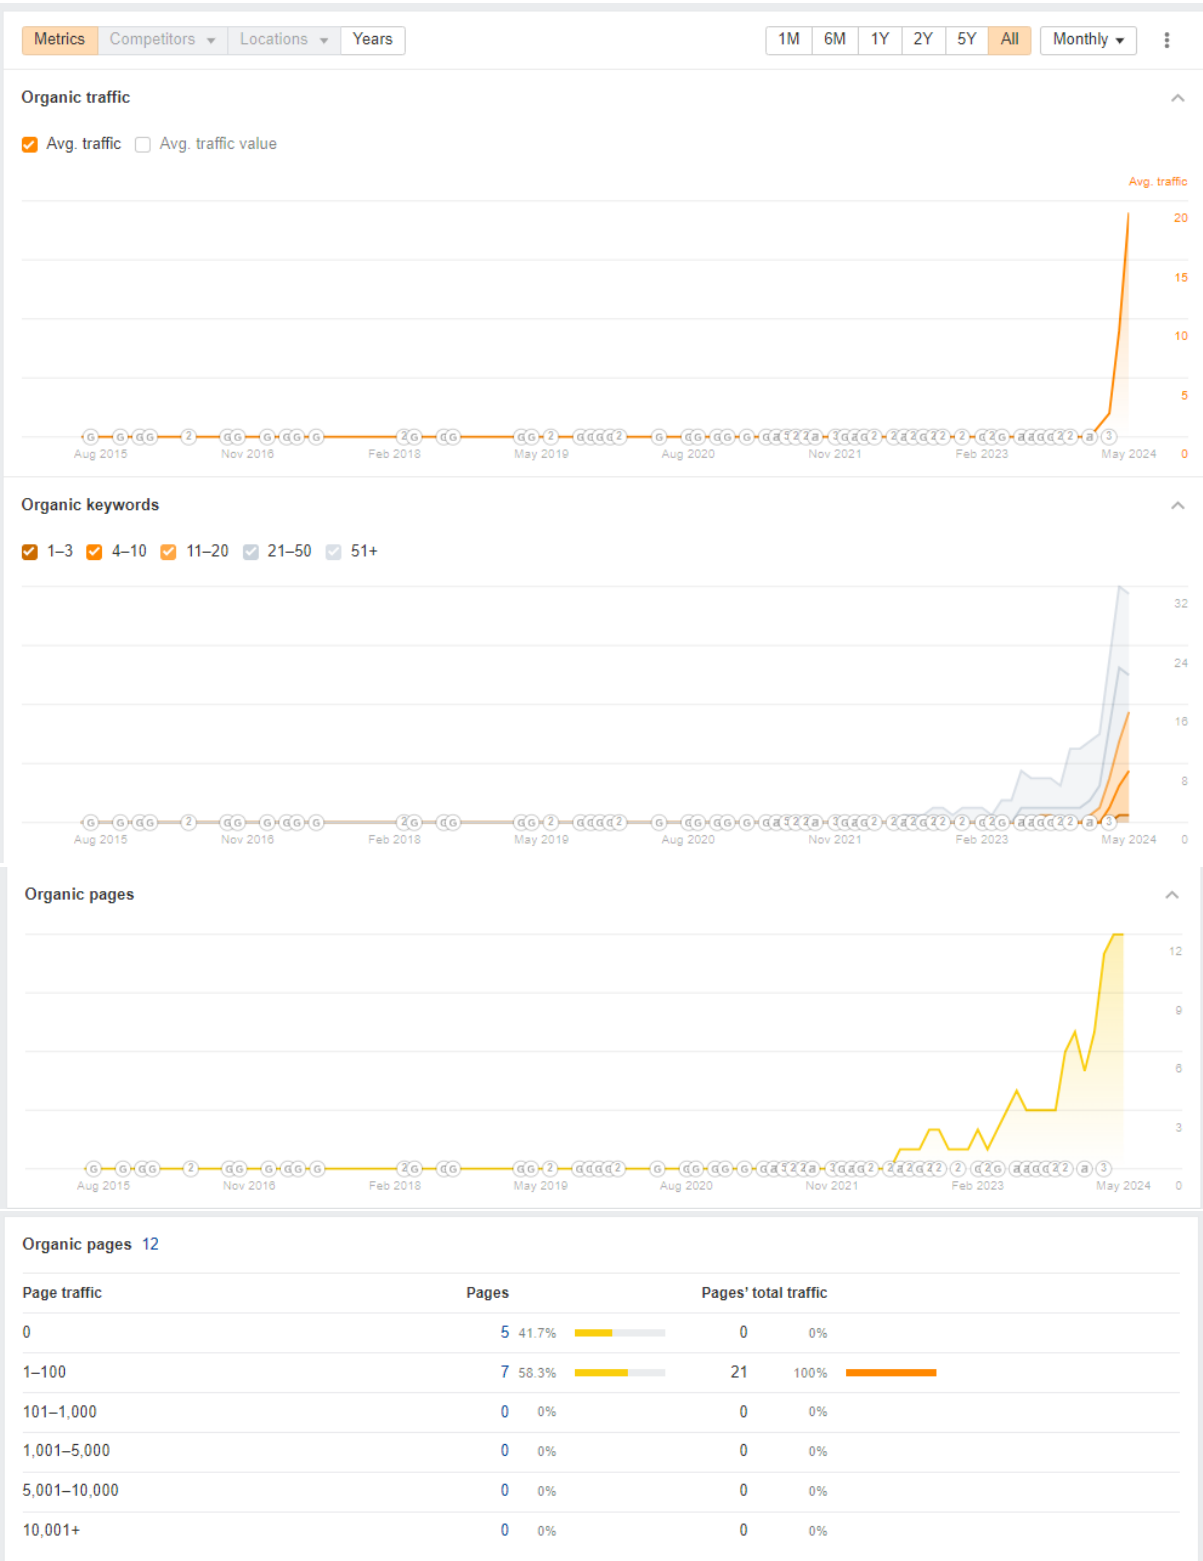 Metrics Competitors Locations Years 1M 6M 1Y 2Y 5Y All Monthly
Organic traffic
Avg. traffic Avg. traffic value
Avg. traffic
20
15
10
5
0
Aug 2015 Nov 2016 Feb 2018 May 2019 Aug 2020 Nov 2021 Feb 2023 May 2024
Organic keywords
1–3 4–10 11–20 21–50 51+
32
24
16
8
0
Aug 2015 Nov 2016 Feb 2018 May 2019 Aug 2020 Nov 2021 Feb 2023 May 2024
Organic pages
12
9
6
3
0
Aug 2015 Nov 2016 Feb 2018 May 2019 Aug 2020 Nov 2021 Feb 2023 May 2024
Organic pages 12
Page traffic Pages Pages' total traffic
0 5 41.7% 0 0%
1–100 7 58.3% 21 100%
101–1,000 0 0% 0 0%
1,001–5,000 0 0% 0 0%
5,001–10,000 0 0% 0 0%
10,001+ 0 0% 0 0%